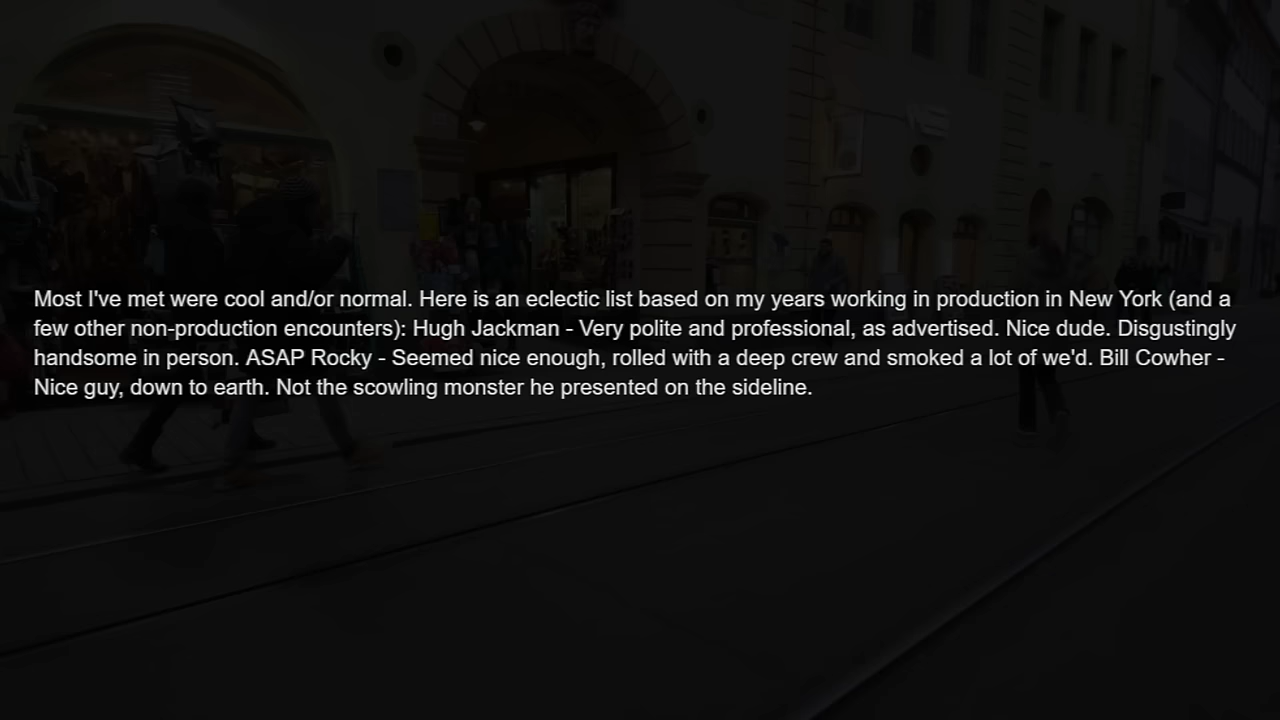 Most I've met were cool and/or normal. Here is an eclectic list based on my years working in production in New York (and a
few other non-production encounters): Hugh Jackman - Very polite and professional, as advertised. Nice dude. Disgustingly
handsome in person. ASAP Rocky - Seemed nice enough, rolled with a deep crew and smoked a lot of we'd. Bill Cowher -
Nice guy, down to earth. Not the scowling monster he presented on the sideline.